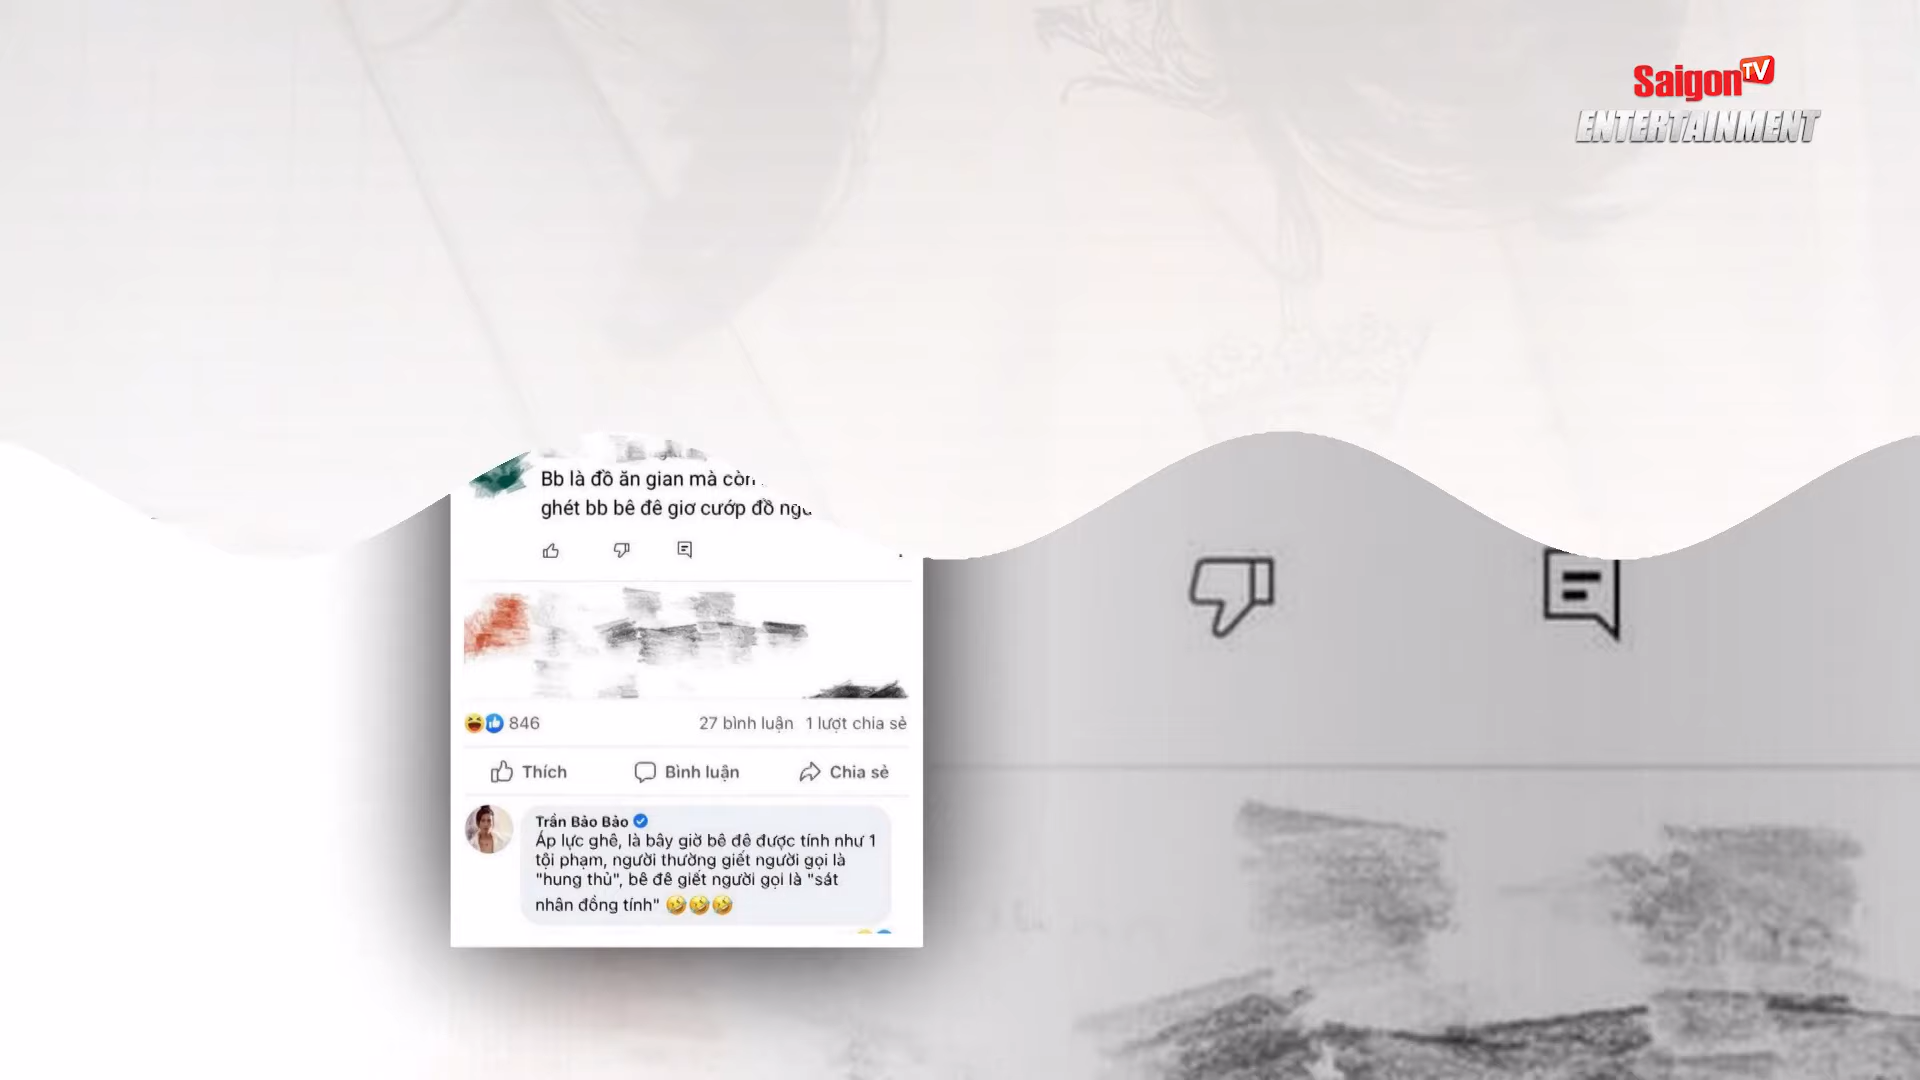 Saigon TV
ENTERTAINMENT
Bb là đồ ăn gian mà còn
ghét bb bê đê giơ cướp đồ
846
27 bình luận 1 lượt chia sẻ
Thích Bình luận Chia sẻ
Trần Bảo Bảo
Áp lực ghê, là bây giờ bê đê được tính như 1
tội phạm, người thường giết người gọi là
"hung thủ", bê đê giết người gọi là "sát
nhân đồng tính" 🤣🤣🤣